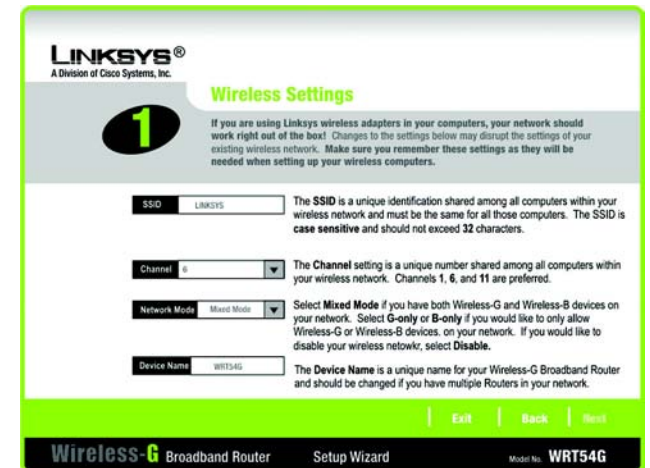 LINKSYS®
A Division of Cisco Systems, Inc.
Wireless Settings
1
If you are using Linksys wireless adapters in your computers, your network should
work right out of the box! Changes to the settings below may disrupt the settings of your
existing wireless network. Make sure you remember these settings as they will be
needed when setting up your wireless computers.
SSID LINKSYS
The SSID is a unique identification shared among all computers within your
wireless network and must be the same for all those computers. The SSID is
case sensitive and should not exceed 32 characters.
Channel 6
The Channel setting is a unique number shared among all computers within
your wireless network. Channels 1, 6, and 11 are preferred.
Network Mode Mixed Mode
Select Mixed Mode if you have both Wireless-G and Wireless-B devices on
your network. Select G-only or B-only if you would like to only allow
Wireless-G or Wireless-B devices. on your network. If you would like to
disable your wireless netowkr, select Disable.
Device Name WRT54G
The Device Name is a unique name for your Wireless-G Broadband Router
and should be changed if you have multiple Routers in your network.
Exit Back Next
Wireless-G Broadband Router Setup Wizard Model No. WRT54G